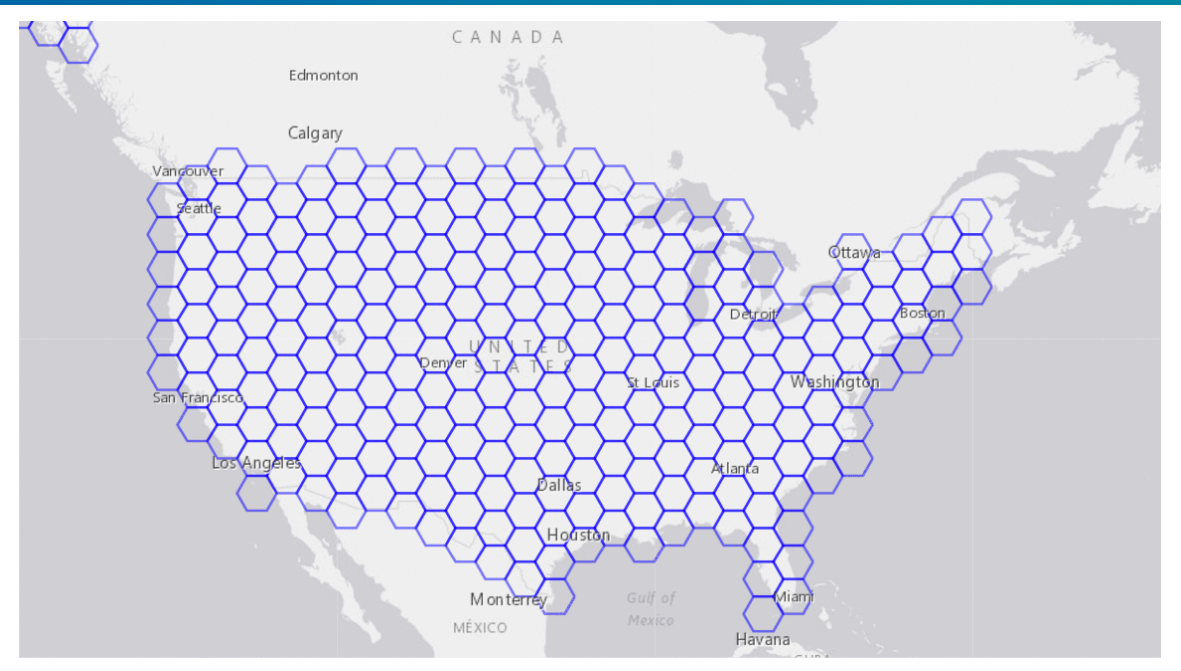 CANADA
Edmonton
Calgary
Vancouver
Seattle
Ottawa
Detroit
Boston
UNITED
STATES
Denver
St Louis
Washington
San Francisco
Los Angeles
Atlanta
Dallas
Houston
Monterrey
Gulf of
Mexico
Miami
MÉXICO
Havana
CUBA